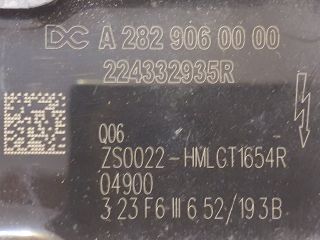 DC A 282 906 00 00
224332935R
Q06
ZS0022-HMLGT1654R
04900
3 23 F6 III 6 52/19 3B